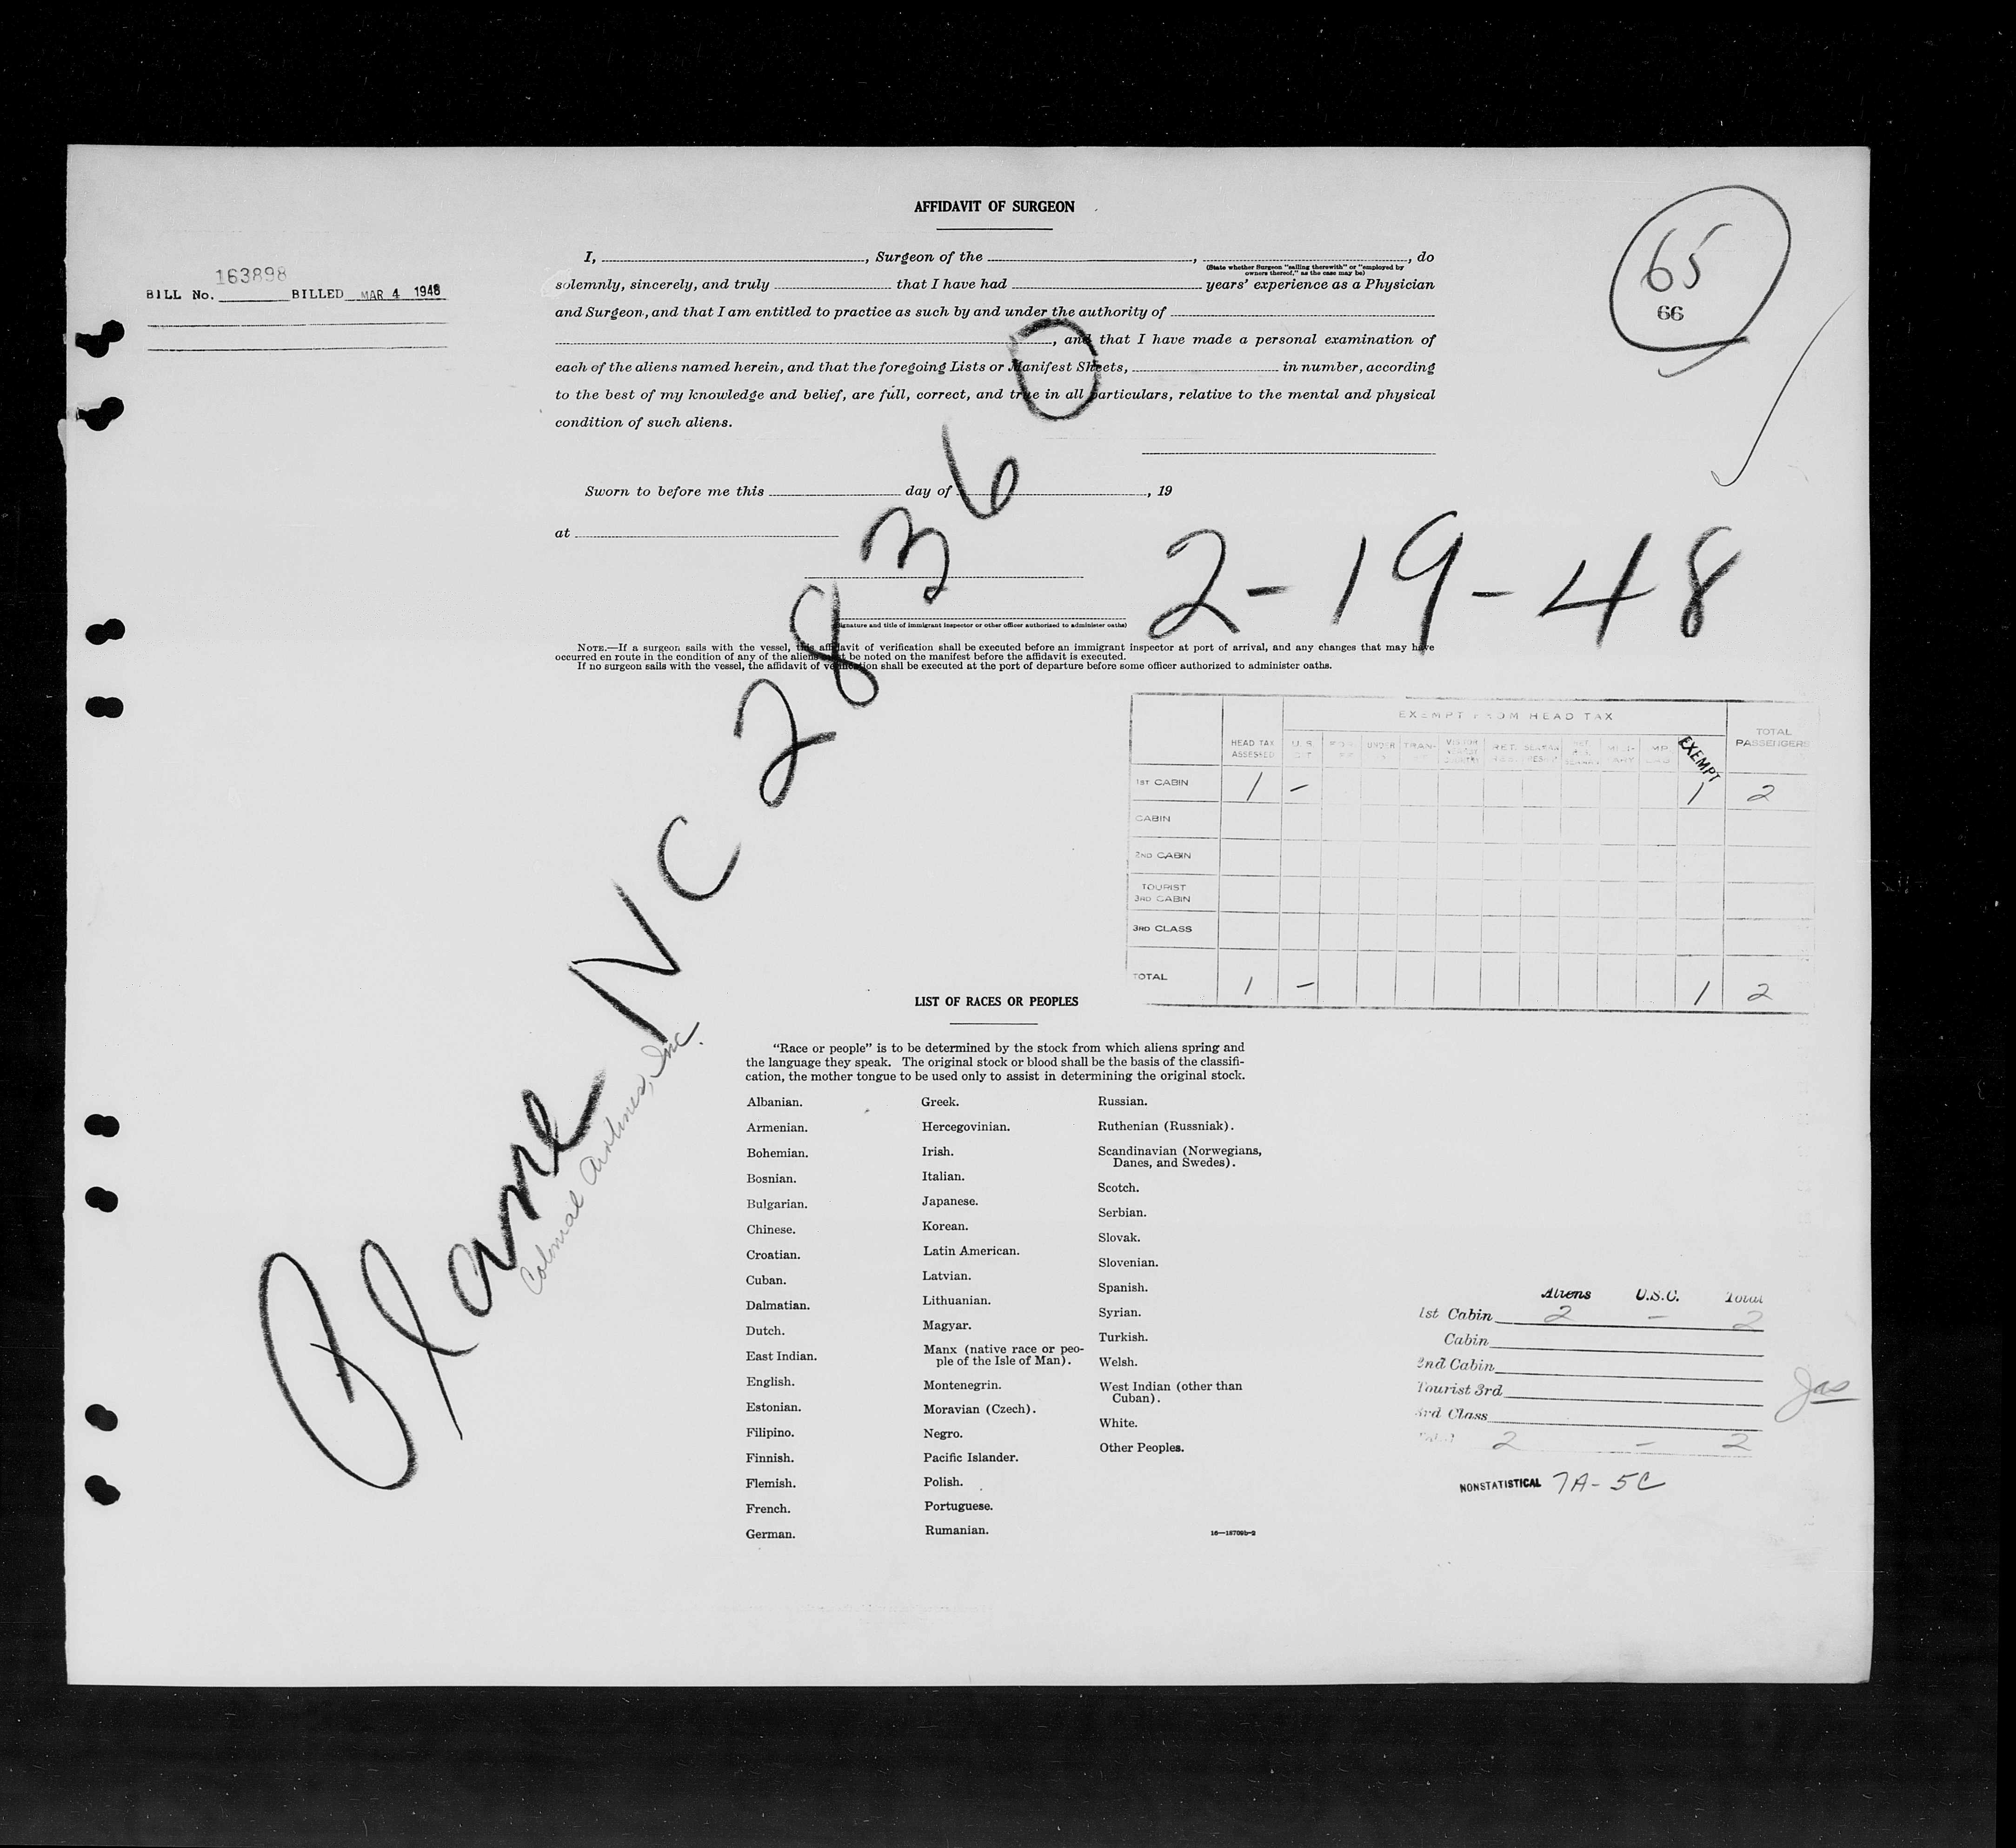 AFFIDAVIT OF SURGEON
65
66
163898
BILL No. BILLED MAR 4 1948
I, , Surgeon of the , , do
(State whether Surgeon "sailing therewith" or "employed by
owners thereof," as the case may be)
solemnly, sincerely, and truly that I have had years' experience as a Physician
and Surgeon, and that I am entitled to practice as such by and under the authority of
, and that I have made a personal examination of
each of the aliens named herein, and that the foregoing Lists or Manifest Sheets, in number, according
to the best of my knowledge and belief, are full, correct, and true in all particulars, relative to the mental and physical
condition of such aliens.
Sworn to before me this day of , 19
at
2-19-48
(Signature and title of immigrant inspector or other officer authorized to administer oaths)
NOTE.—If a surgeon sails with the vessel, this affidavit of verification shall be executed before an immigrant inspector at port of arrival, and any changes that may have
occurred en route in the condition of any of the aliens must be noted on the manifest before the affidavit is executed.
If no surgeon sails with the vessel, the affidavit of verification shall be executed at the port of departure before some officer authorized to administer oaths.
Plane NC 28360
Colonial Airlines, Inc.
EXEMPT FROM HEAD TAX
HEAD TAX ASSESSED U.S. UNDER TRAN- RET. EXEMPT TOTAL PASSENGERS
1ST CABIN 1 - 1 2
CABIN
2ND CABIN
TOURIST
3RD CABIN
3RD CLASS
TOTAL 1 - 1 2
LIST OF RACES OR PEOPLES
"Race or people" is to be determined by the stock from which aliens spring and
the language they speak. The original stock or blood shall be the basis of the classifi-
cation, the mother tongue to be used only to assist in determining the original stock.
Albanian.
Armenian.
Bohemian.
Bosnian.
Bulgarian.
Chinese.
Croatian.
Cuban.
Dalmatian.
Dutch.
East Indian.
English.
Estonian.
Filipino.
Finnish.
Flemish.
French.
German.
Greek.
Hercegovinian.
Irish.
Italian.
Japanese.
Korean.
Latin American.
Latvian.
Lithuanian.
Magyar.
Manx (native race or peo-
ple of the Isle of Man).
Montenegrin.
Moravian (Czech).
Negro.
Pacific Islander.
Polish.
Portuguese.
Rumanian.
Russian.
Ruthenian (Russniak).
Scandinavian (Norwegians,
Danes, and Swedes).
Scotch.
Serbian.
Slovak.
Slovenian.
Spanish.
Syrian.
Turkish.
Welsh.
West Indian (other than
Cuban).
White.
Other Peoples.
16—18709b-2
Aliens U.S.C. Total
1st Cabin 2 - 2
Cabin
2nd Cabin
Tourist 3rd
3rd Class
Total 2 - 2
Jas
NONSTATISTICAL 7A-5C